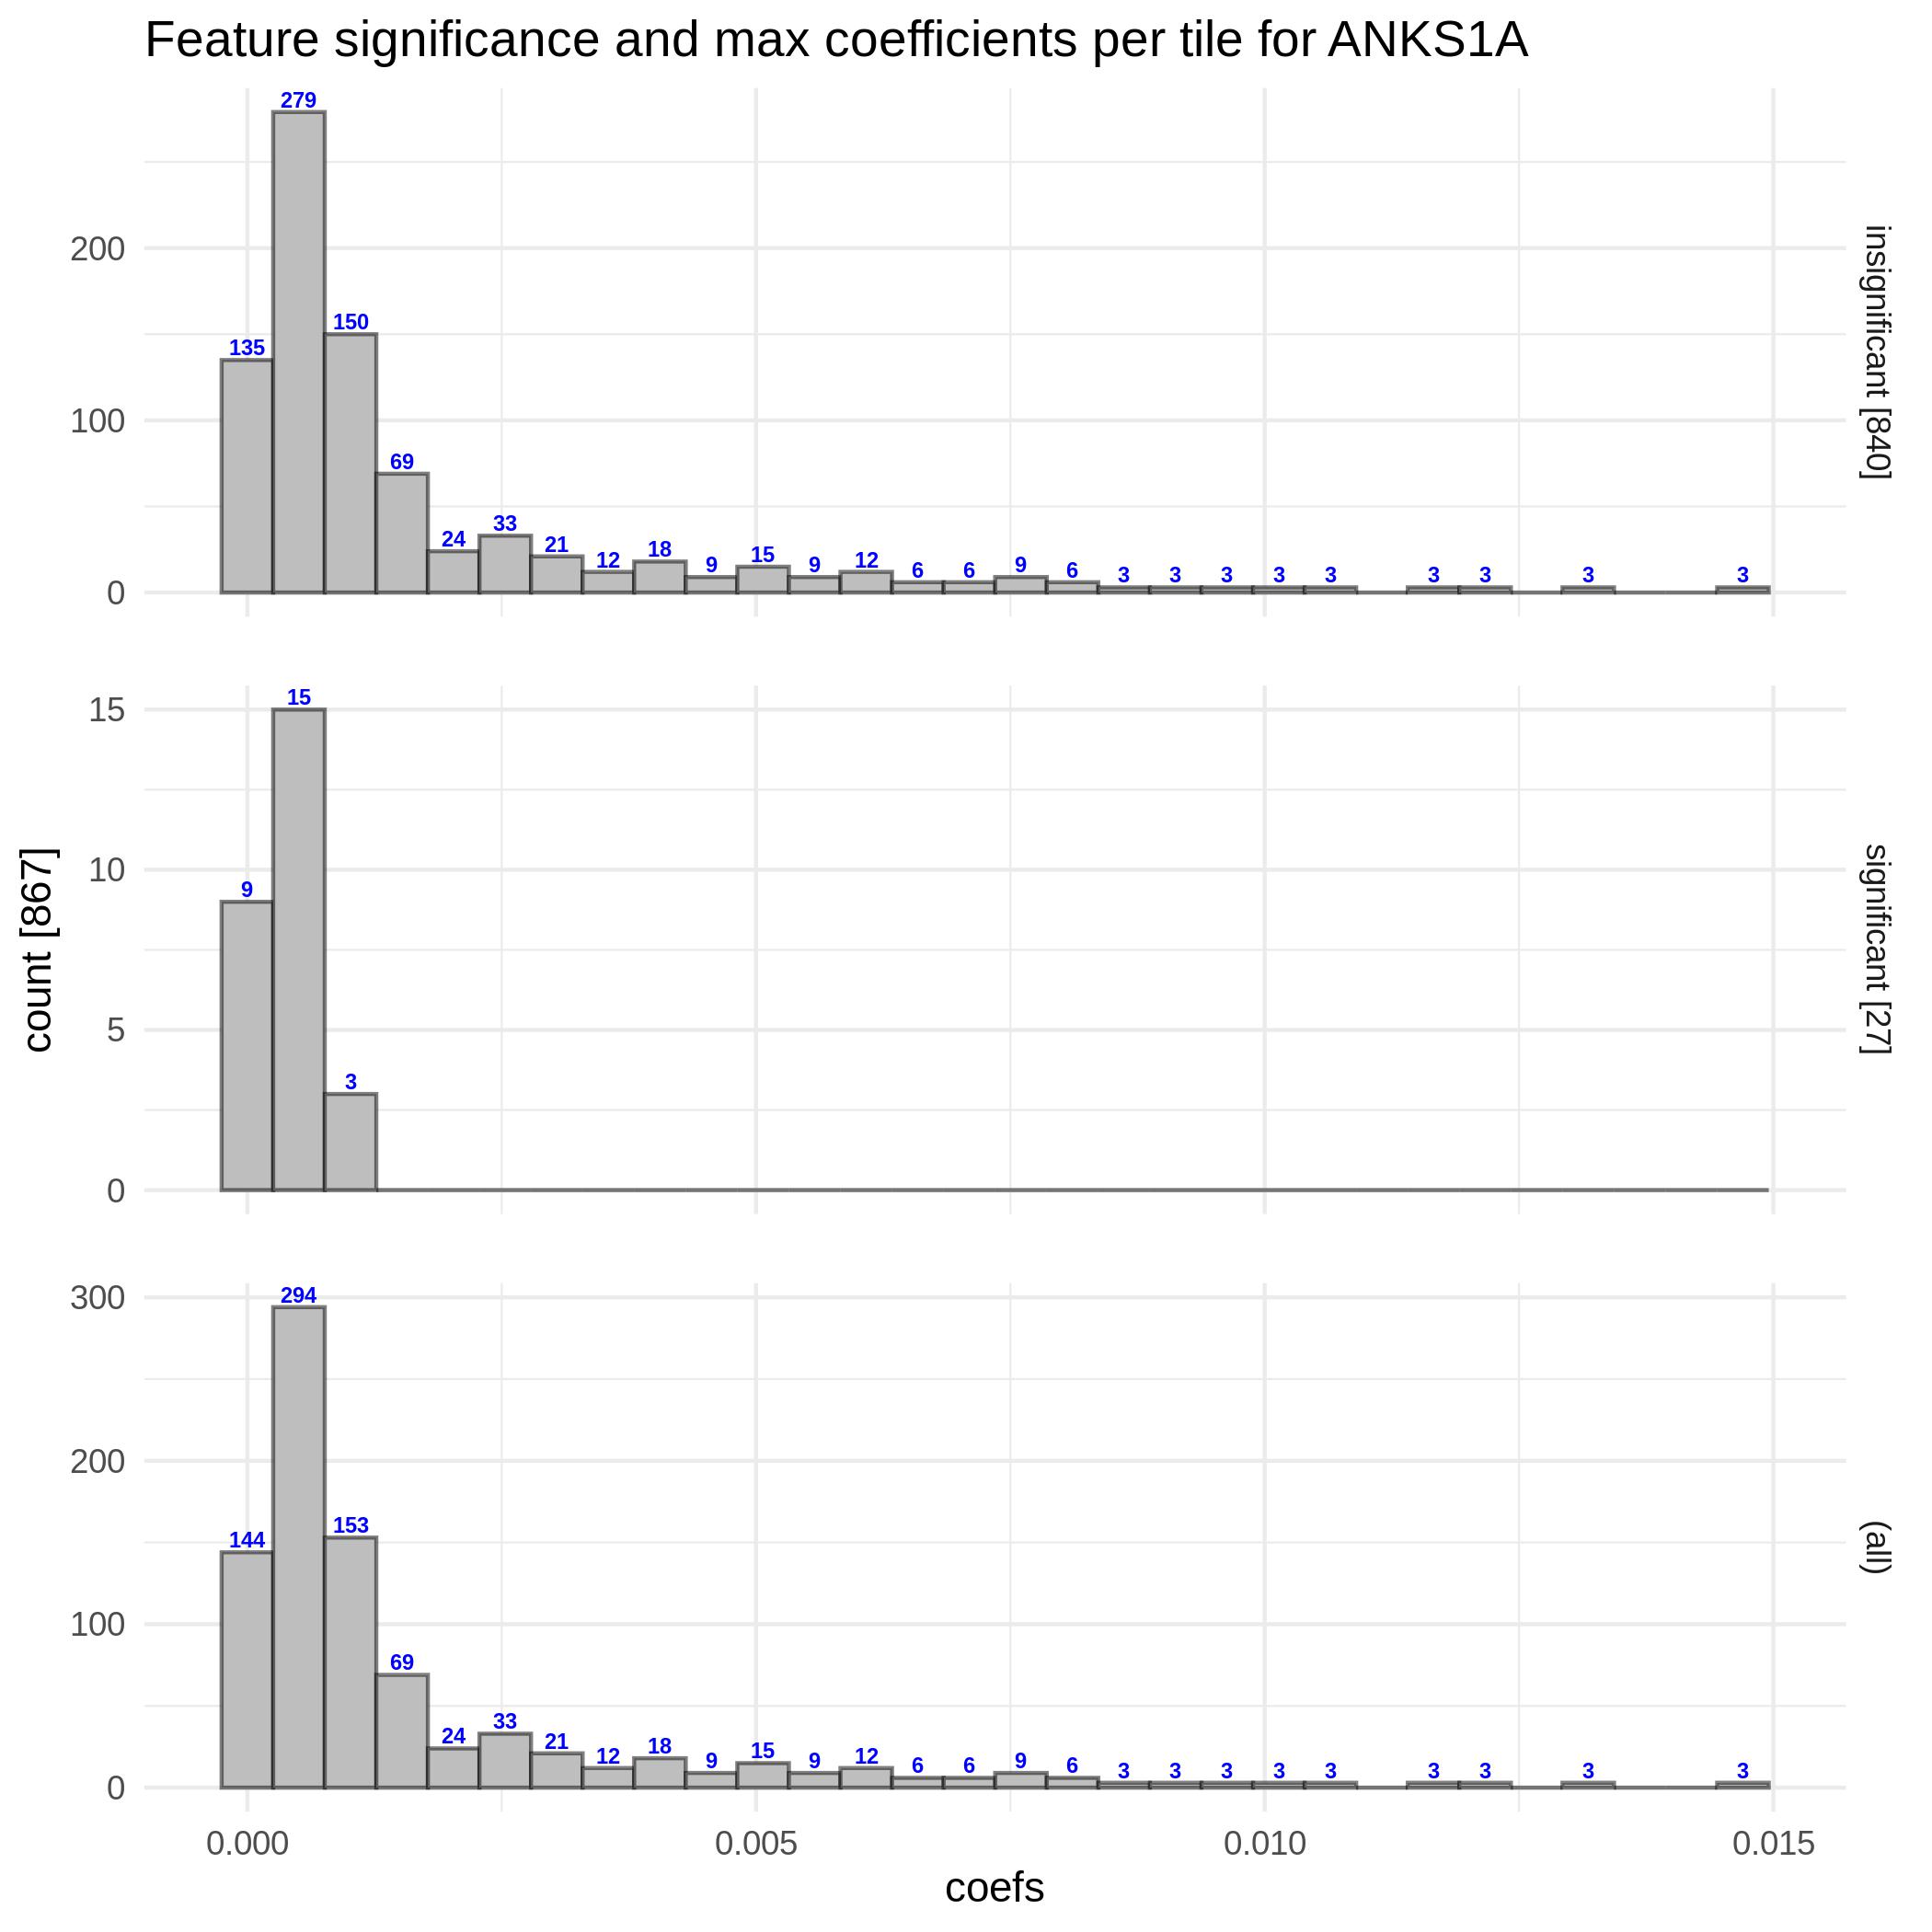 Feature significance and max coefficients per tile for ANKS1A
279
150
135
69
24 33 21 12 18 9 15 9 12 6 6 9 6 3 3 3 3 3 3 3 3 3
200
100
0
insignificant [840]
15
9
3
15
10
5
0
significant [27]
count [867]
294
153
144
69
24 33 21 12 18 9 15 9 12 6 6 9 6 3 3 3 3 3 3 3 3 3
300
200
100
0
(all)
0.000 0.005 0.010 0.015
coefs